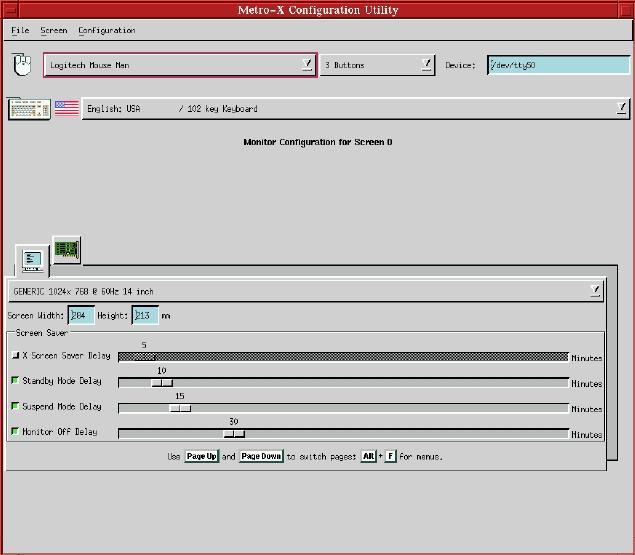 Metro-X Configuration Utility
File Screen Configuration
Logitech Mouse Man 3 Buttons Device: /dev/ttyS0
English: USA / 102 key Keyboard
Monitor Configuration for Screen 0
GENERIC 1024x 768 @ 60Hz 14 inch
Screen Width: 284 Height: 213 mm
Screen Saver
5
X Screen Saver Delay Minutes
10
Standby Mode Delay Minutes
15
Suspend Mode Delay Minutes
30
Monitor Off Delay Minutes
Use Page Up and Page Down to switch pages; Alt + F for menus.